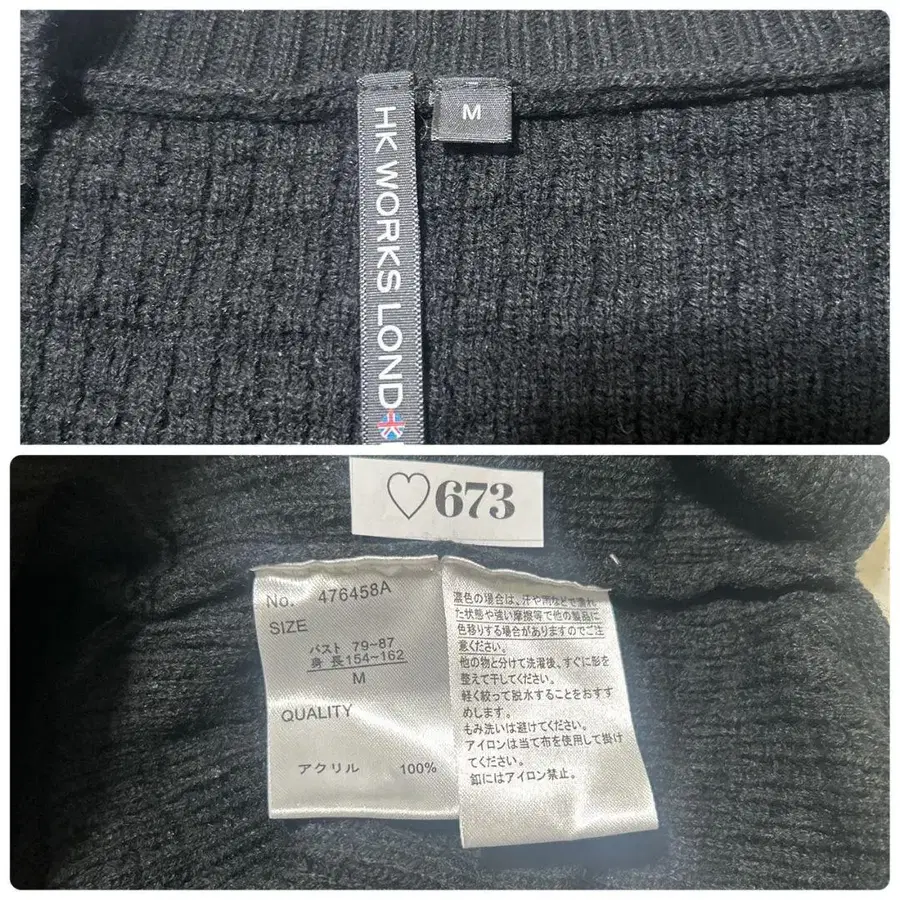 HK WORKS LOND
M
♡673
No. 476458A
SIZE
バスト 79~87
身 長154~162
M
QUALITY
アクリル 100%
濃色の場合は、汗や雨などで濡れ
た状態や強い摩擦等で他の製品に
色移りする場合がありますのでご注
意ください。
他の物と分けて洗濯後、すぐに形を
整えて干してください。
軽く絞って脱水することをおすす
めします。
もみ洗いは避けてください。
アイロンは当て布を使用して掛け
てください。
釦にはアイロン禁止。